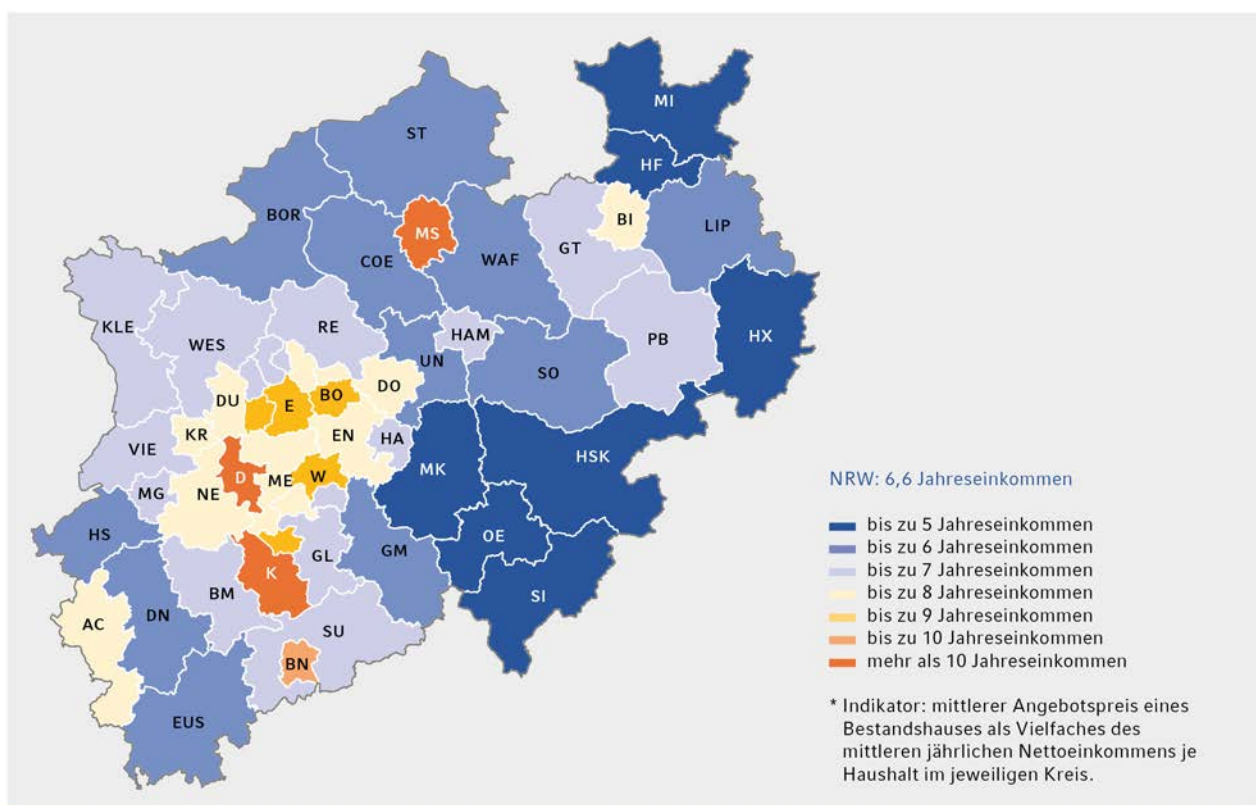 MI
ST
HF
BOR
MS
BI
LIP
COE
WAF
GT
KLE
RE
WES
HAM
PB
HX
UN
SO
DU
E
BO
DO
KR
EN
HA
VIE
MK
HSK
D
ME
W
MG
NE
HS
OE
GM
GL
K
BM
SI
DN
AC
SU
BN
EUS
NRW: 6,6 Jahreseinkommen
bis zu 5 Jahreseinkommen
bis zu 6 Jahreseinkommen
bis zu 7 Jahreseinkommen
bis zu 8 Jahreseinkommen
bis zu 9 Jahreseinkommen
bis zu 10 Jahreseinkommen
mehr als 10 Jahreseinkommen
* Indikator: mittlerer Angebotspreis eines
Bestandshauses als Vielfaches des
mittleren jährlichen Nettoeinkommens je
Haushalt im jeweiligen Kreis.